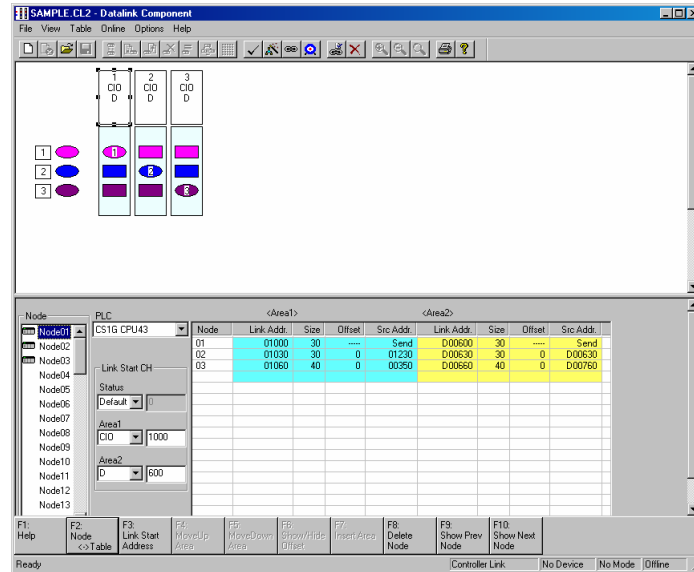 SAMPLE.CL2 - Datalink Component
File View Table Online Options Help
1 2 3
CIO CIO CIO
D D D
1 1
2 2
3 3
Node PLC <Area1> <Area2>
CS1G CPU43
Node Link Addr. Size Offset Src Addr. Link Addr. Size Offset Src Addr.
01 01000 30 ----- Send D00600 30 ----- Send
02 01030 30 0 01230 D00630 30 0 D00630
03 01060 40 0 00350 D00660 40 0 D00760
Node01
Node02
Node03
Node04
Node05
Node06
Node07
Node08
Node09
Node10
Node11
Node12
Node13
Link Start CH
Status
Default 0
Area1
CIO 1000
Area2
D 600
F1: Help
F2: Node <->Table
F3: Link Start Address
F4: MoveUp Area
F5: MoveDown Area
F6: Show/Hide Offset
F7: Insert Area
F8: Delete Node
F9: Show Prev Node
F10: Show Next Node
Ready Controller Link No Device No Mode Offline